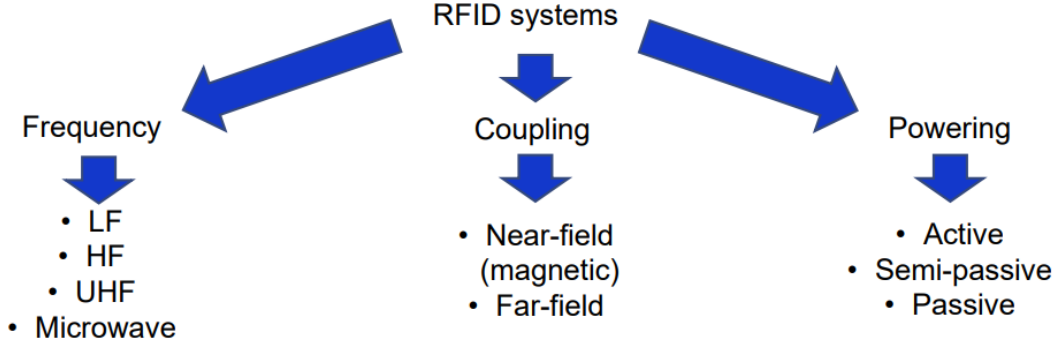 RFID systems
Frequency
• LF
• HF
• UHF
• Microwave
Coupling
• Near-field
(magnetic)
• Far-field
Powering
• Active
• Semi-passive
• Passive